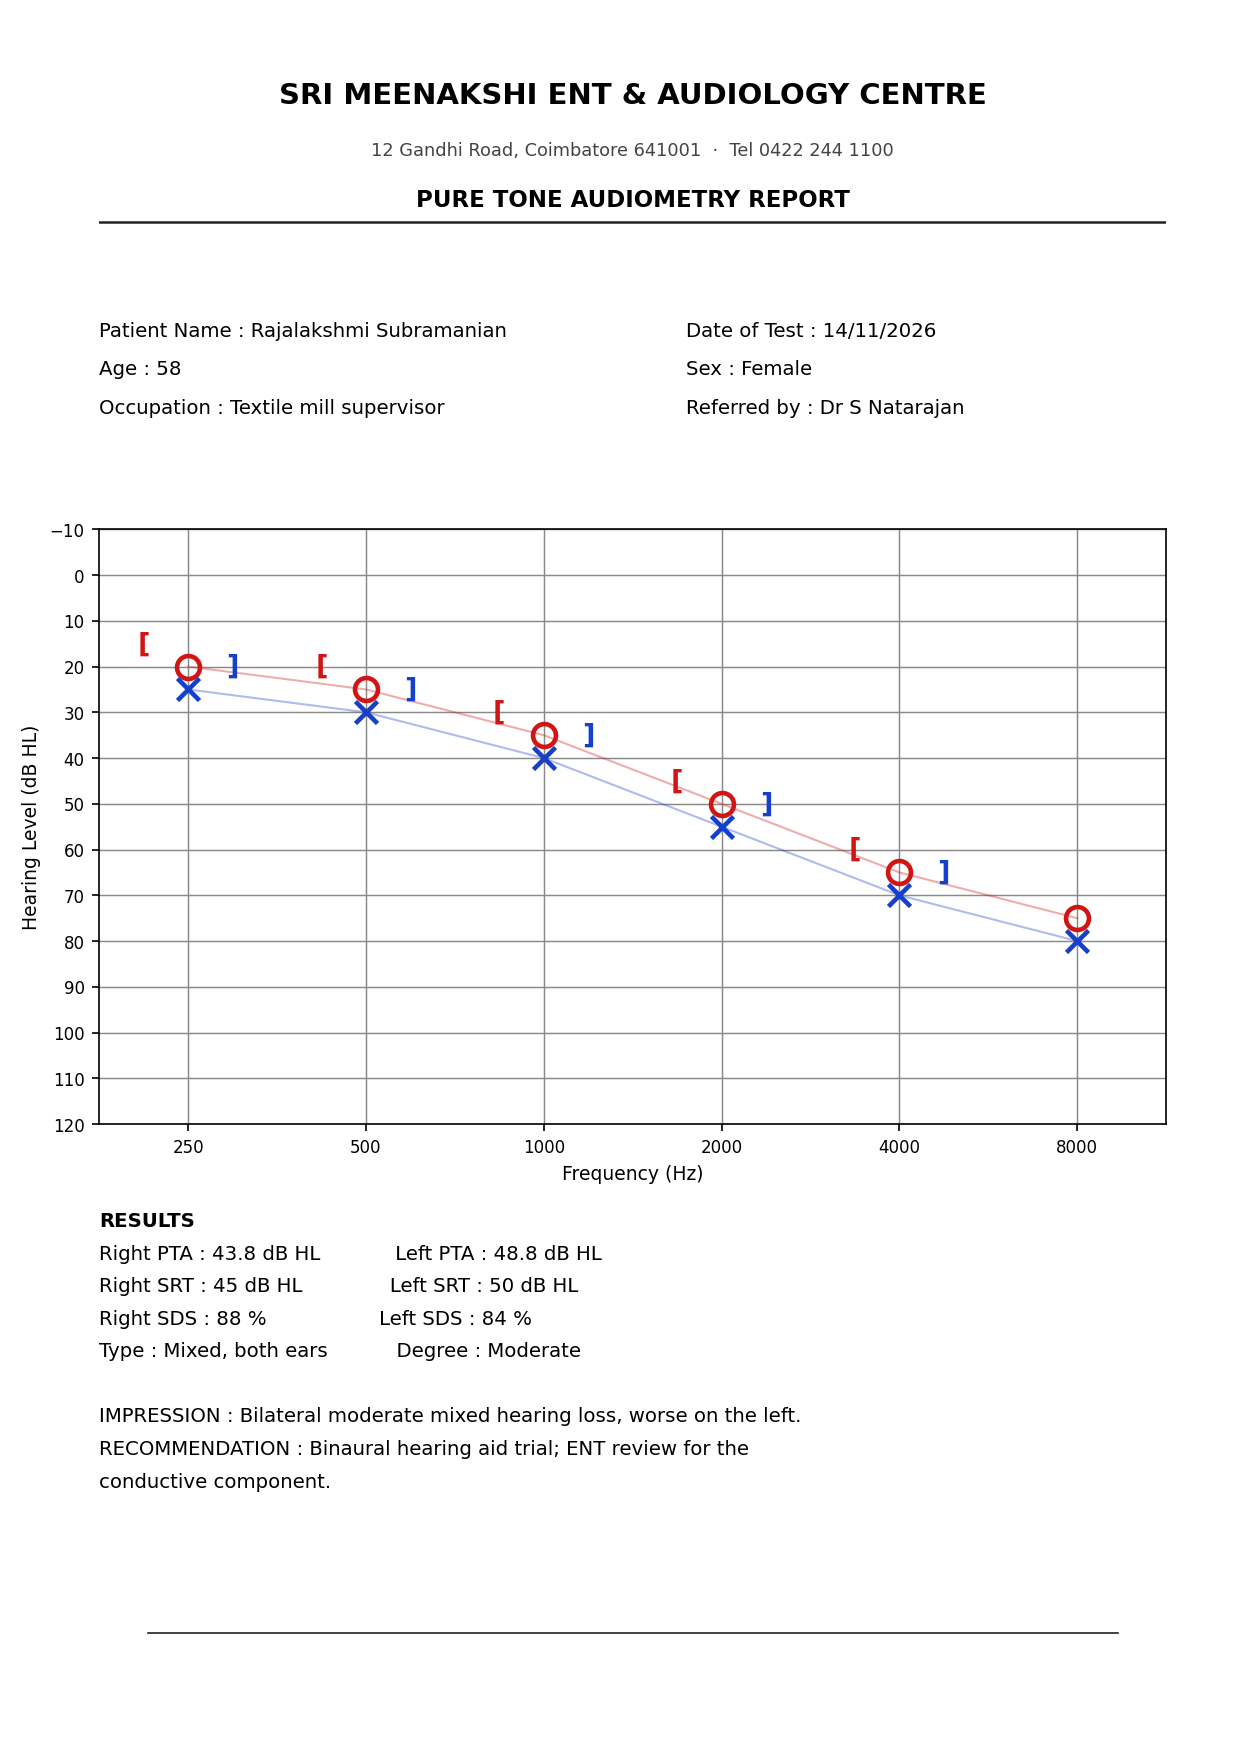 SRI MEENAKSHI ENT & AUDIOLOGY CENTRE
12 Gandhi Road, Coimbatore 641001 · Tel 0422 244 1100
PURE TONE AUDIOMETRY REPORT
Patient Name : Rajalakshmi Subramanian Date of Test : 14/11/2026
Age : 58 Sex : Female
Occupation : Textile mill supervisor Referred by : Dr S Natarajan
−10
0
10
20
30
40
50
60
70
80
90
100
110
120
Hearing Level (dB HL)
250 500 1000 2000 4000 8000
Frequency (Hz)
RESULTS
Right PTA : 43.8 dB HL Left PTA : 48.8 dB HL
Right SRT : 45 dB HL Left SRT : 50 dB HL
Right SDS : 88 % Left SDS : 84 %
Type : Mixed, both ears Degree : Moderate
IMPRESSION : Bilateral moderate mixed hearing loss, worse on the left.
RECOMMENDATION : Binaural hearing aid trial; ENT review for the
conductive component.